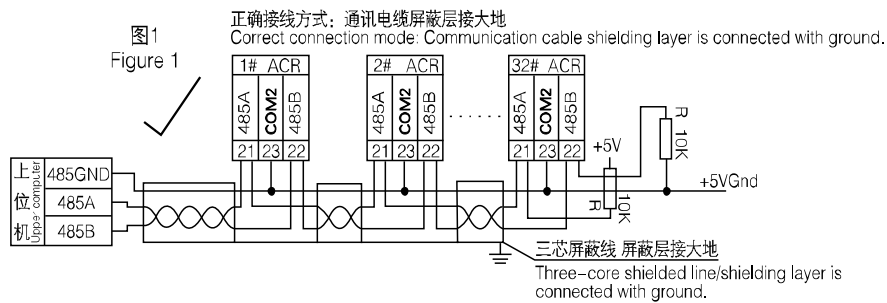 图1
Figure 1
正确接线方式：通讯电缆屏蔽层接大地
Correct connection mode: Communication cable shielding layer is connected with ground.
1# ACR
485A
COM2
485B
21 23 22
2# ACR
485A
COM2
485B
21 23 22
......
32# ACR
485A
COM2
485B
21 23 22
R 10K
+5V
R 10K
+5VGnd
上位机
Upper computer
485GND
485A
485B
三芯屏蔽线 屏蔽层接大地
Three-core shielded line/shielding layer is
connected with ground.